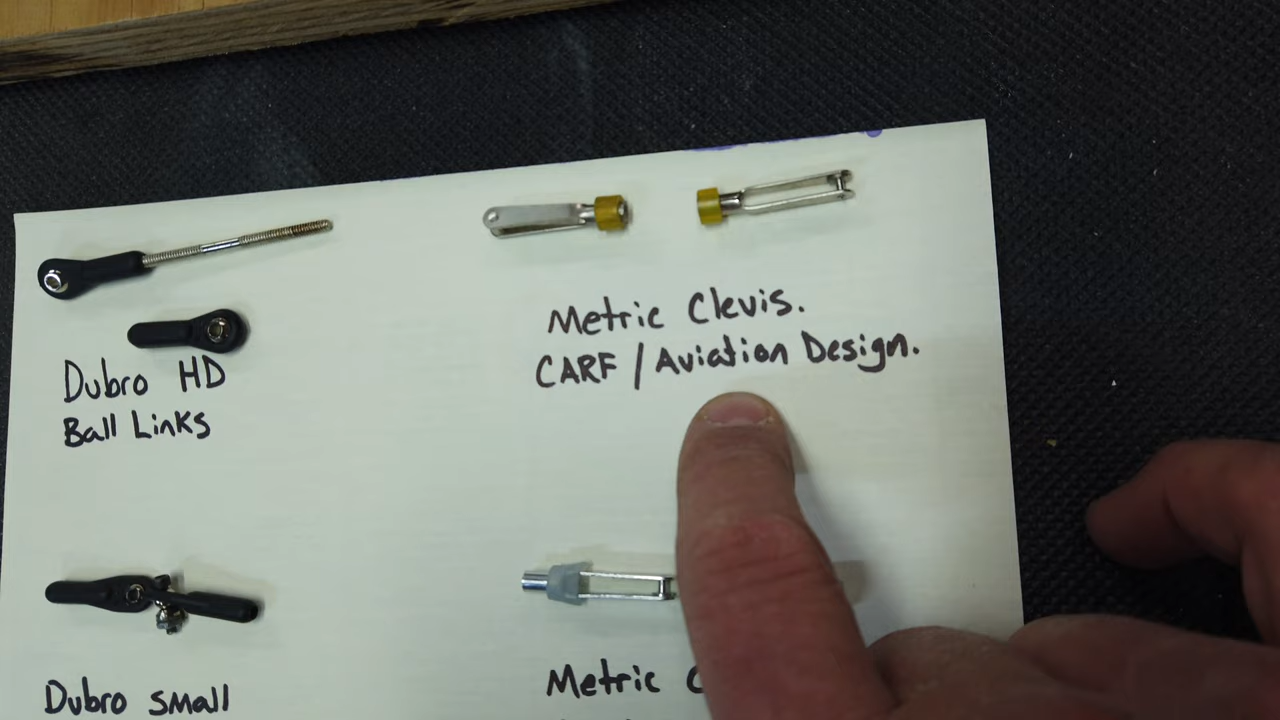 Dubro HD
Ball Links
Metric Clevis.
CARF / Aviation Design.
Dubro small
Metric